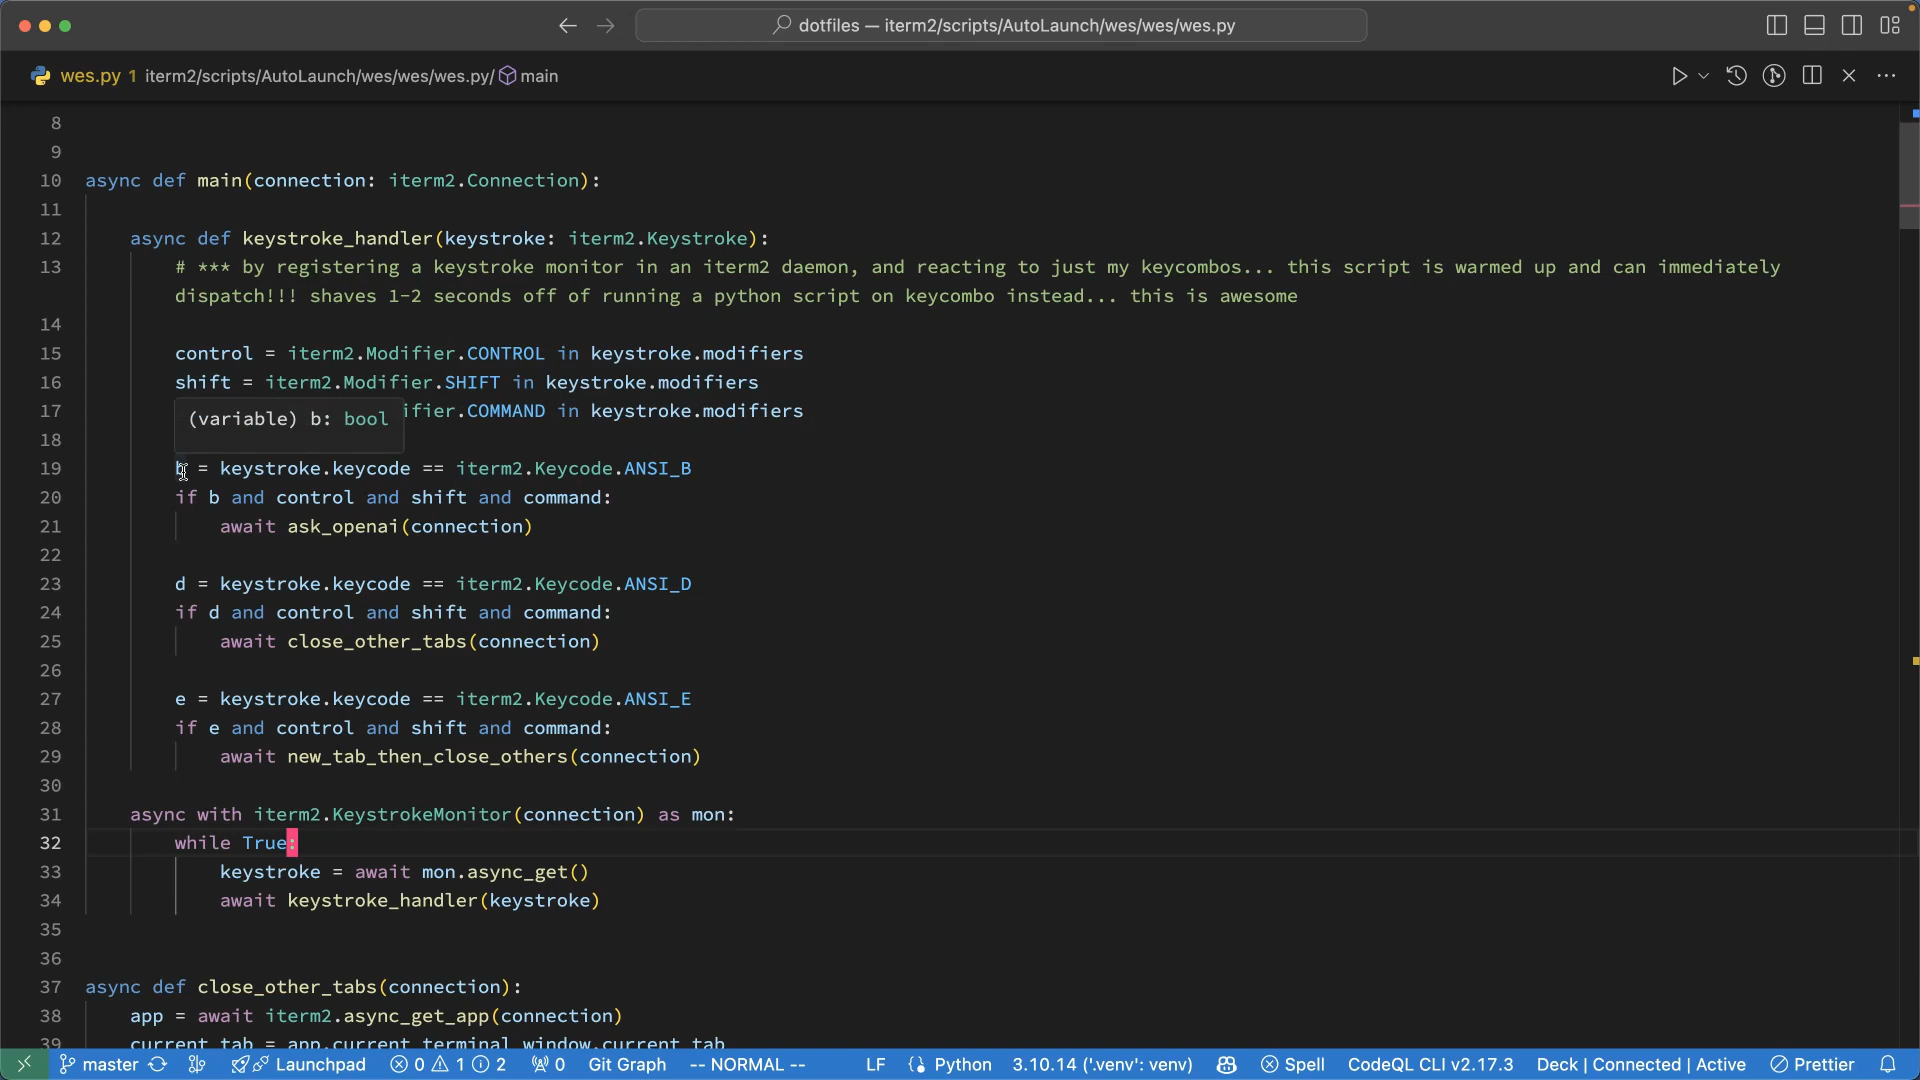 dotfiles — iterm2/scripts/AutoLaunch/wes/wes/wes.py
wes.py 1 iterm2/scripts/AutoLaunch/wes/wes/wes.py/ main
8
9
10 async def main(connection: iterm2.Connection):
11
12 async def keystroke_handler(keystroke: iterm2.Keystroke):
13 # *** by registering a keystroke monitor in an iterm2 daemon, and reacting to just my keycombos... this script is warmed up and can immediately
dispatch!!! shaves 1-2 seconds off of running a python script on keycombo instead... this is awesome
14
15 control = iterm2.Modifier.CONTROL in keystroke.modifiers
16 shift = iterm2.Modifier.SHIFT in keystroke.modifiers
17 ifier.COMMAND in keystroke.modifiers
(variable) b: bool
18
19 b = keystroke.keycode == iterm2.Keycode.ANSI_B
20 if b and control and shift and command:
21 await ask_openai(connection)
22
23 d = keystroke.keycode == iterm2.Keycode.ANSI_D
24 if d and control and shift and command:
25 await close_other_tabs(connection)
26
27 e = keystroke.keycode == iterm2.Keycode.ANSI_E
28 if e and control and shift and command:
29 await new_tab_then_close_others(connection)
30
31 async with iterm2.KeystrokeMonitor(connection) as mon:
32 while True:
33 keystroke = await mon.async_get()
34 await keystroke_handler(keystroke)
35
36
37 async def close_other_tabs(connection):
38 app = await iterm2.async_get_app(connection)
39 current_tab = app.current_terminal_window.current_tab
master Launchpad 0 1 2 0 Git Graph -- NORMAL -- LF Python 3.10.14 ('.venv': venv) Spell CodeQL CLI v2.17.3 Deck | Connected | Active Prettier